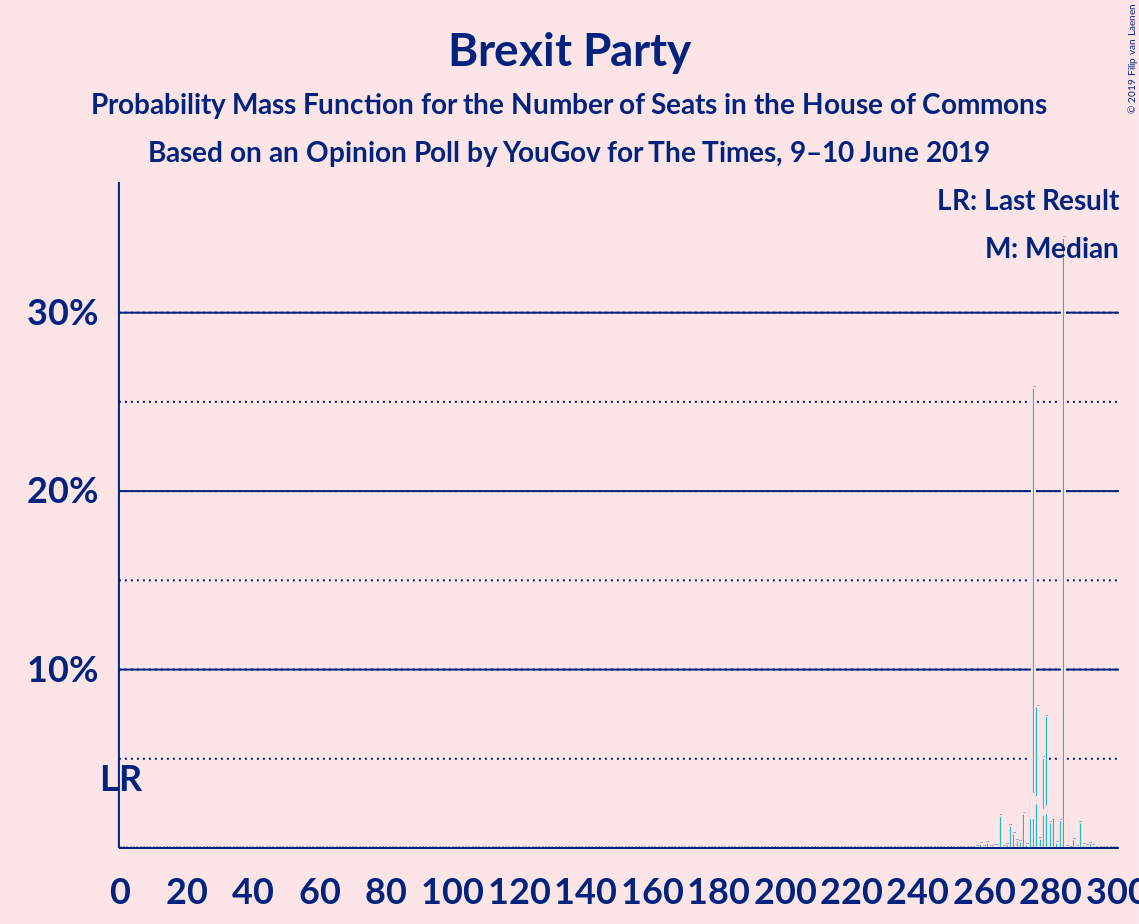 Brexit Party
Probability Mass Function for the Number of Seats in the House of Commons
Based on an Opinion Poll by YouGov for The Times, 9–10 June 2019
© 2019 Filip van Laenen
LR: Last Result
M: Median
30%
20%
10%
LR
0 20 40 60 80 100 120 140 160 180 200 220 240 260 280 300